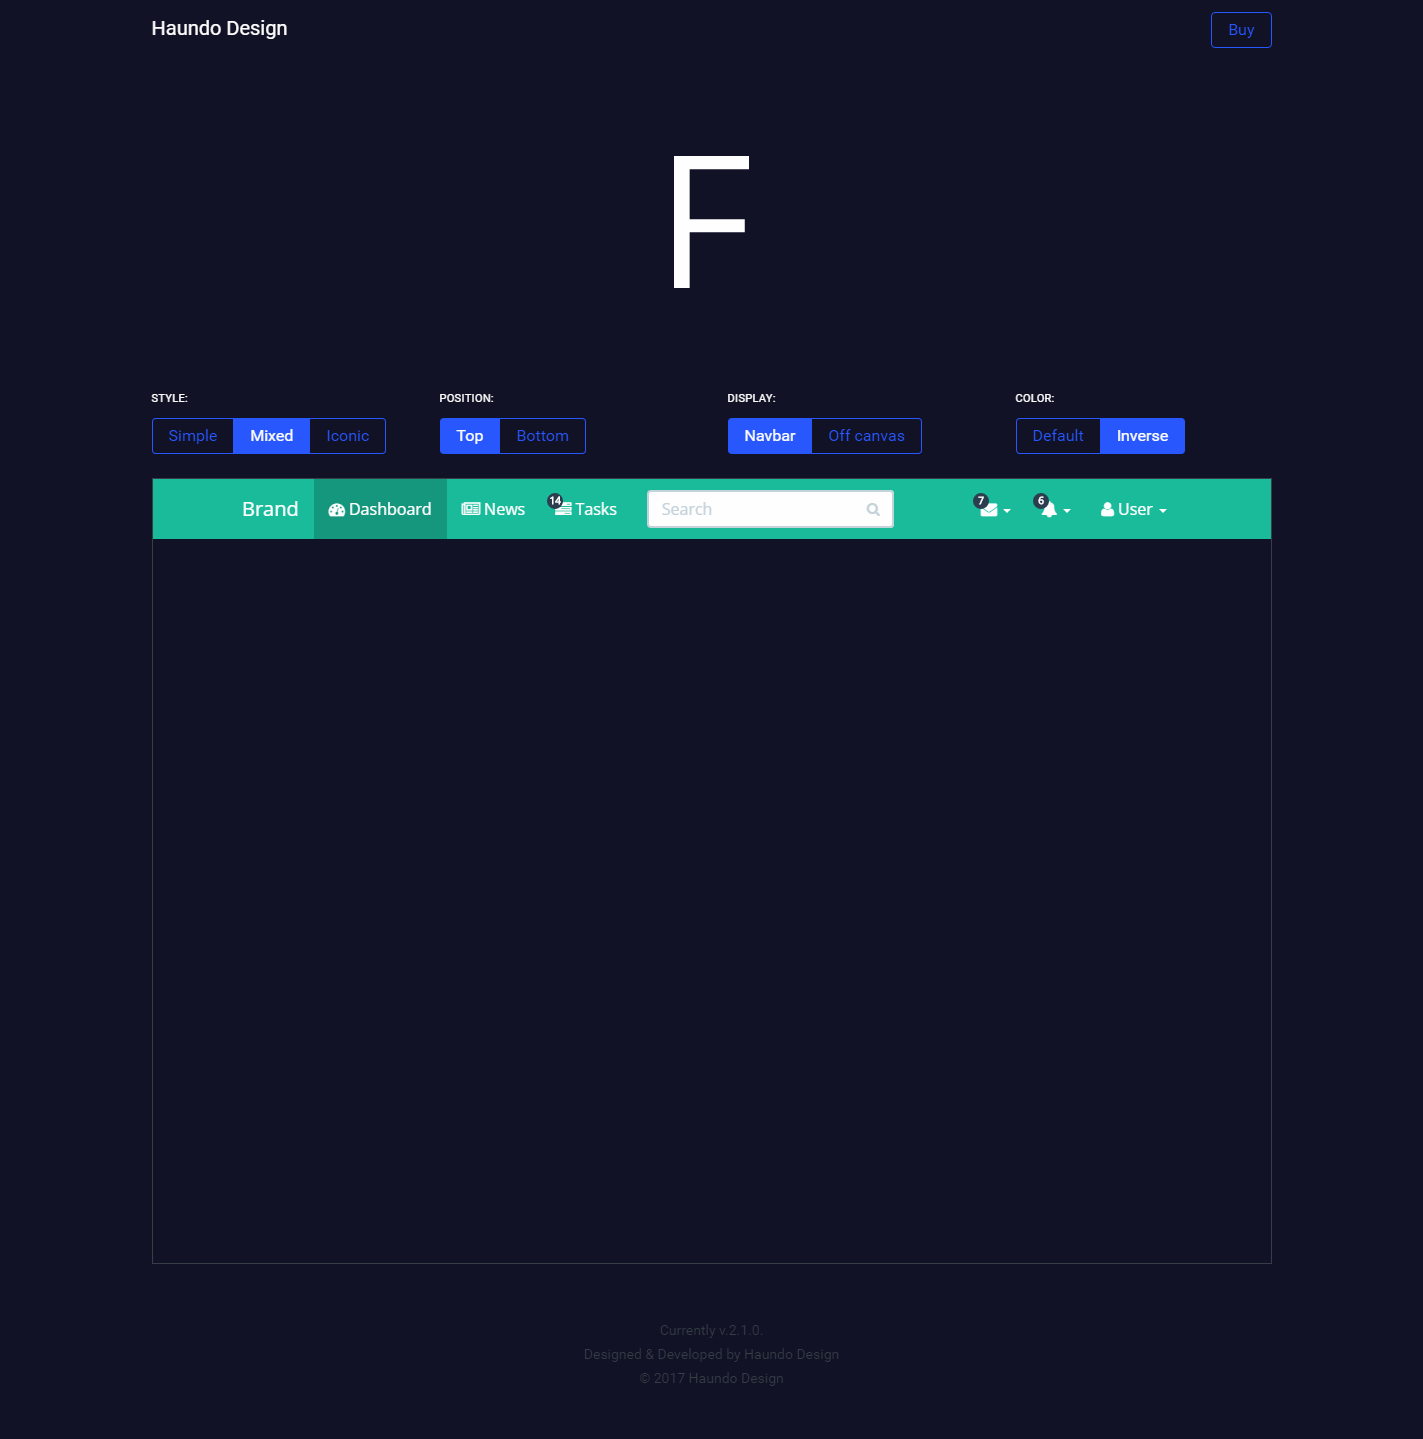 Haundo Design Buy
F
STYLE: POSITION: DISPLAY: COLOR:
Simple Mixed Iconic Top Bottom Navbar Off canvas Default Inverse
Brand Dashboard News 14 Tasks Search 7 6 User
Currently v.2.1.0.
Designed & Developed by Haundo Design
© 2017 Haundo Design